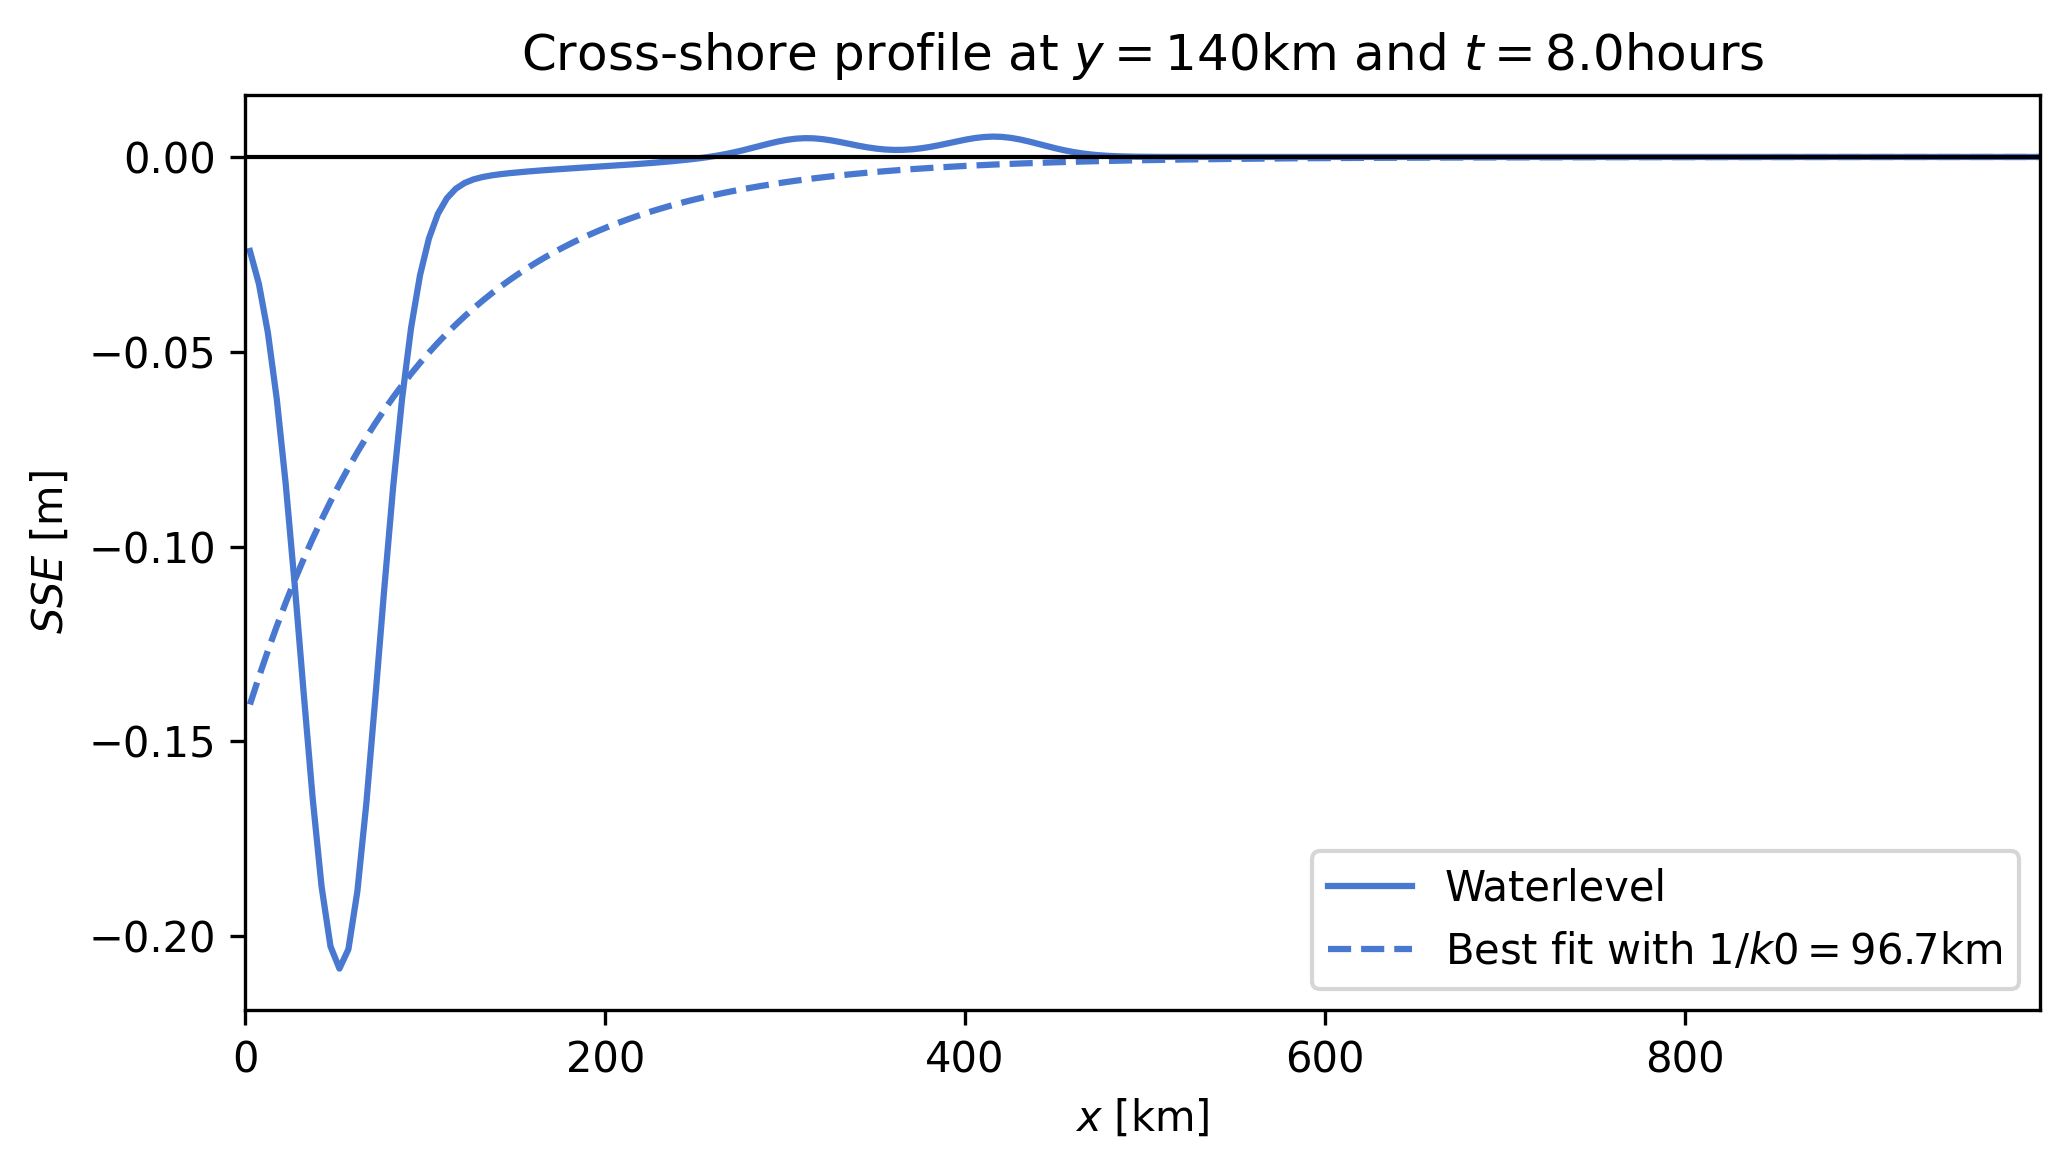 Cross-shore profile at y = 140km and t = 8.0hours
0.00
−0.05
−0.10
−0.15
−0.20
SSE [m]
Waterlevel
Best fit with 1/k0 = 96.7km
0 200 400 600 800
x [km]